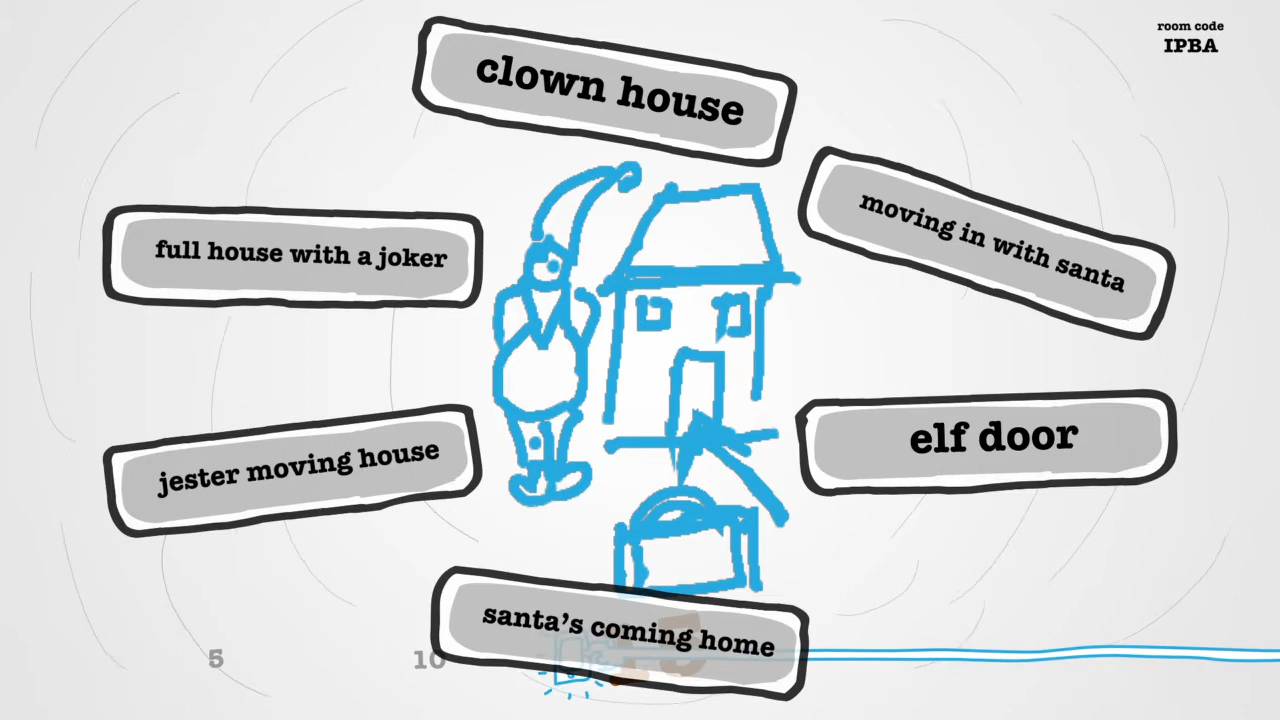 room code
IPBA
clown house
moving in with santa
full house with a joker
elf door
jester moving house
santa's coming home
5
10